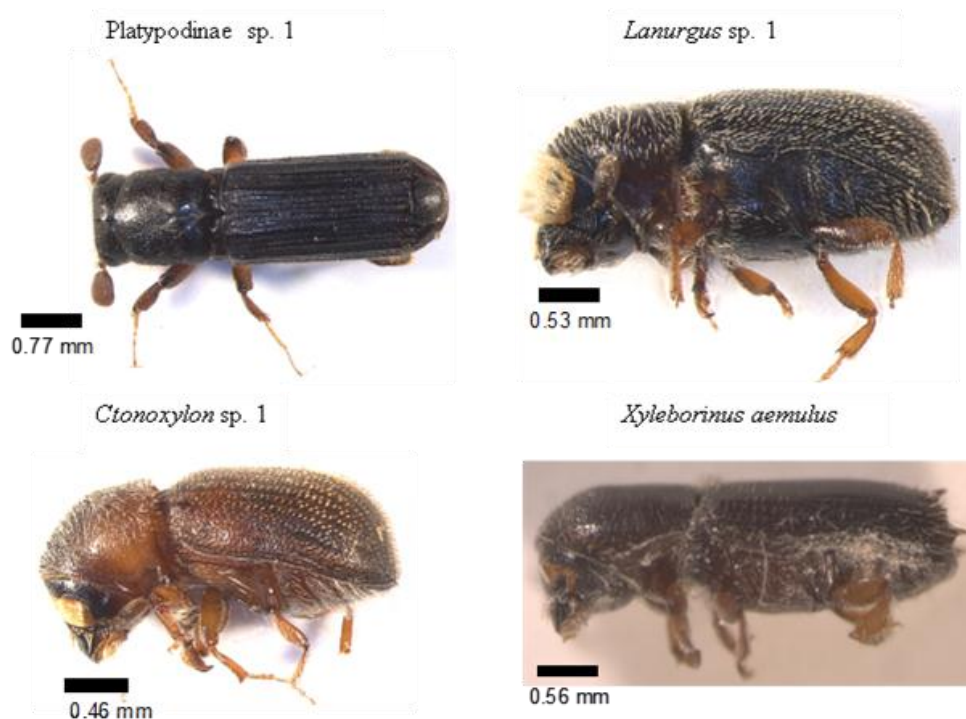 Platypodinae sp. 1
Lanurgus sp. 1
0.77 mm
0.53 mm
Ctonoxylon sp. 1
Xyleborinus aemulus
0.46 mm
0.56 mm